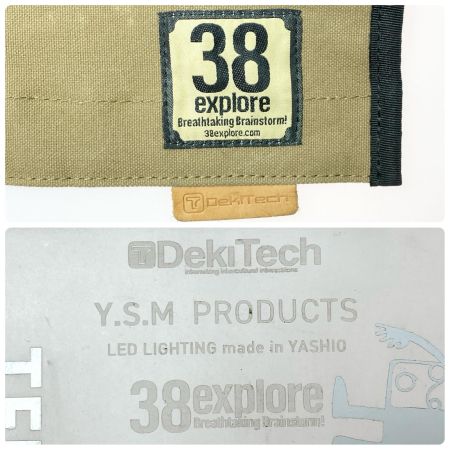 38
explore
Breathtaking Brainstorm!
38explore.com
DekiTech
DekiTech
Y.S.M PRODUCTS
LED LIGHTING made in YASHIO
38explore
Breathtaking Brainstorm!